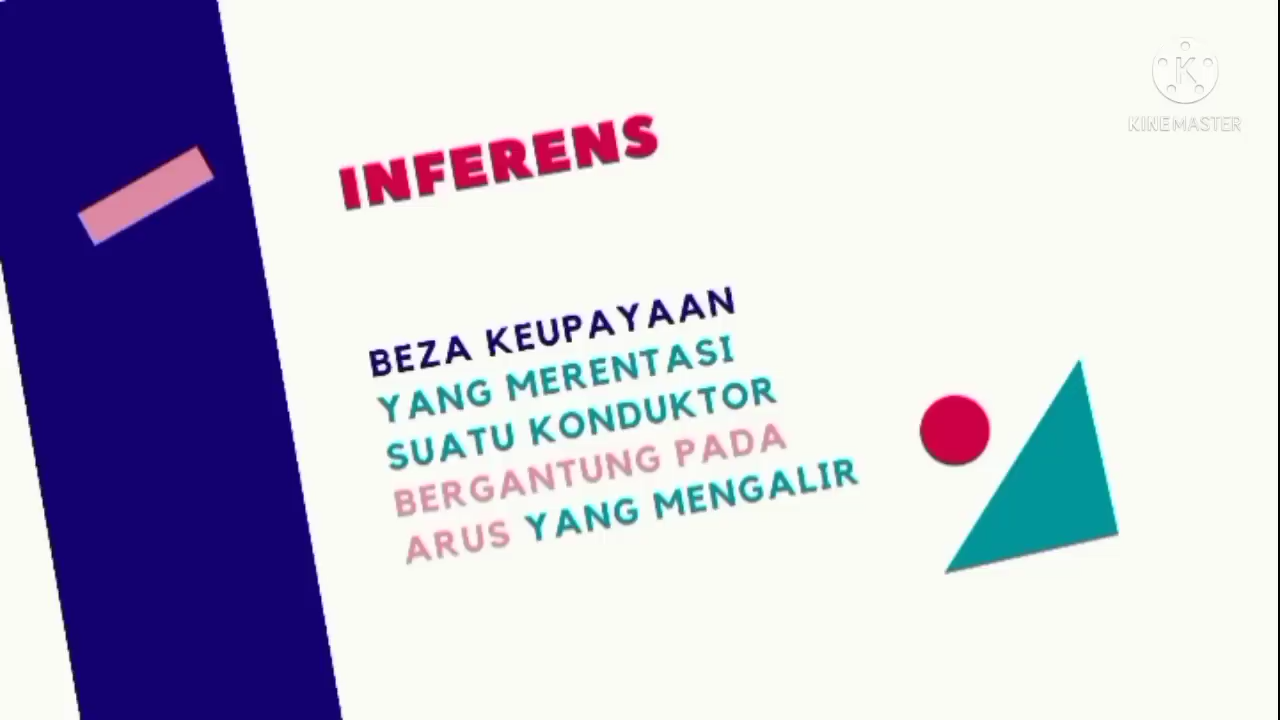 KINEMASTER
INFERENS
BEZA KEUPAYAAN
YANG MERENTASI
SUATU KONDUKTOR
BERGANTUNG PADA
ARUS YANG MENGALIR